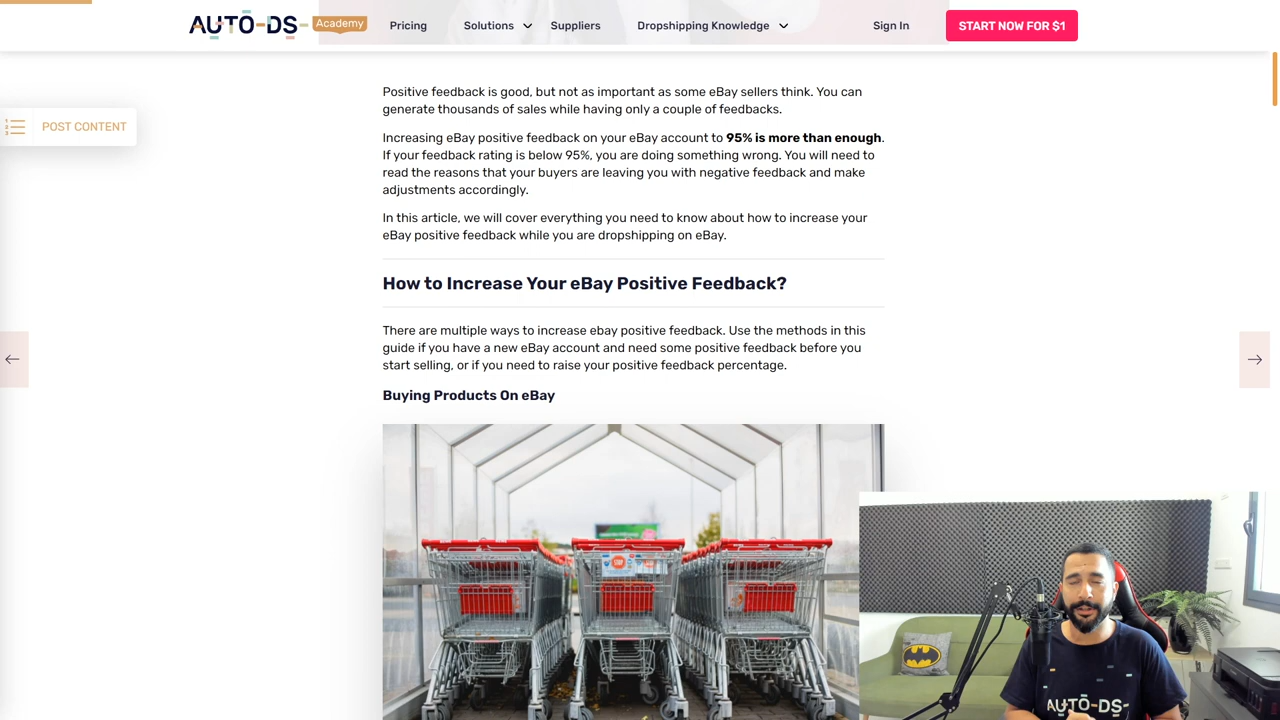 AUTO-DS-
Academy
Pricing
Solutions
Suppliers
Dropshipping Knowledge
Sign In
START NOW FOR $1
POST CONTENT
Positive feedback is good, but not as important as some eBay sellers think. You can
generate thousands of sales while having only a couple of feedbacks.
Increasing eBay positive feedback on your eBay account to 95% is more than enough.
If your feedback rating is below 95%, you are doing something wrong. You will need to
read the reasons that your buyers are leaving you with negative feedback and make
adjustments accordingly.
In this article, we will cover everything you need to know about how to increase your
eBay positive feedback while you are dropshipping on eBay.
How to Increase Your eBay Positive Feedback?
There are multiple ways to increase ebay positive feedback. Use the methods in this
guide if you have a new eBay account and need some positive feedback before you
start selling, or if you need to raise your positive feedback percentage.
Buying Products On eBay
AUTO-DS-